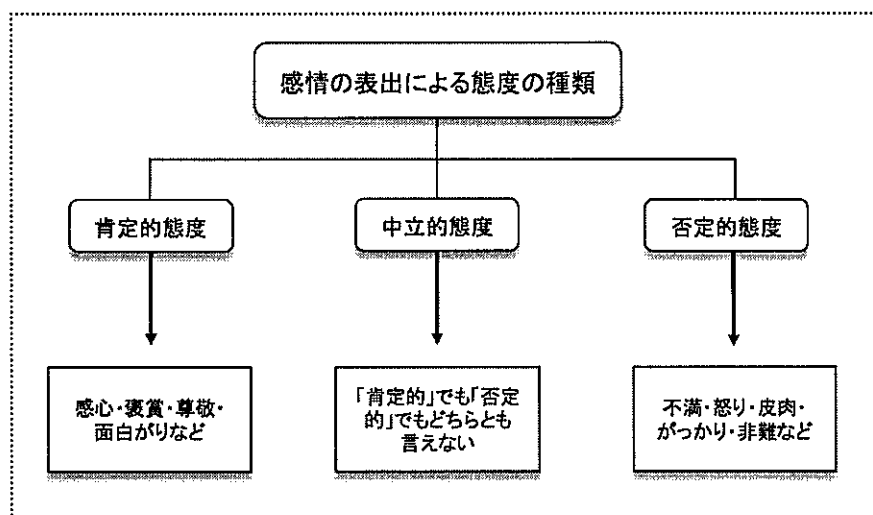 感情の表出による態度の種類
肯定的態度
中立的態度
否定的態度
感心・褒賞・尊敬・
面白がりなど
「肯定的」でも「否定
的」でもどちらとも
言えない
不満・怒り・皮肉・
がっかり・非難など